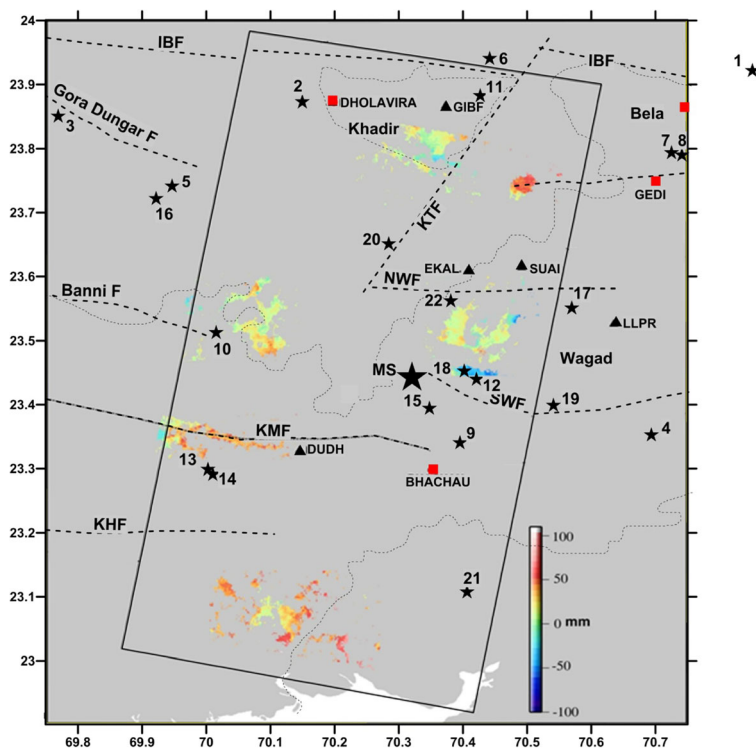 24
IBF
6
IBF
1
23.9
Gora Dungar F
2
DHOLAVIRA
11
GIBF
3
Khadir
Bela
23.8
7
8
5
GEDI
16
23.7
KTF
20
EKAL
SUAI
23.6
Banni F
NWF
22
17
LLPR
23.5
10
Wagad
MS
18
12
SWF
23.4
15
19
KMF
9
4
DUDH
23.3
13
14
BHACHAU
23.2
KHF
100
50
23.1
21
0 mm
-50
23
-100
69.8
69.9
70
70.1
70.2
70.3
70.4
70.5
70.6
70.7